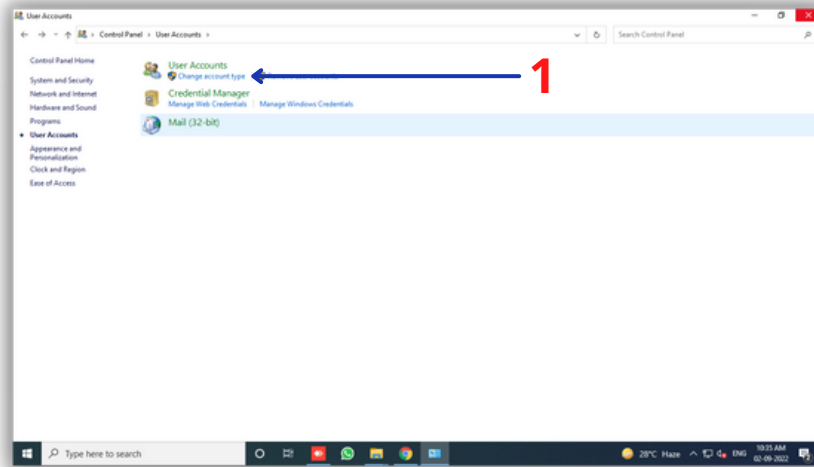 User Accounts
Control Panel > User Accounts >
Search Control Panel
Control Panel Home
System and Security
Network and Internet
Hardware and Sound
Programs
User Accounts
Appearance and
Personalization
Clock and Region
Ease of Access
User Accounts
Change account type
Credential Manager
Manage Web Credentials Manage Windows Credentials
Mail (32-bit)
1
Type here to search
28°C Haze ENG
10:35 AM
02-09-2022
2